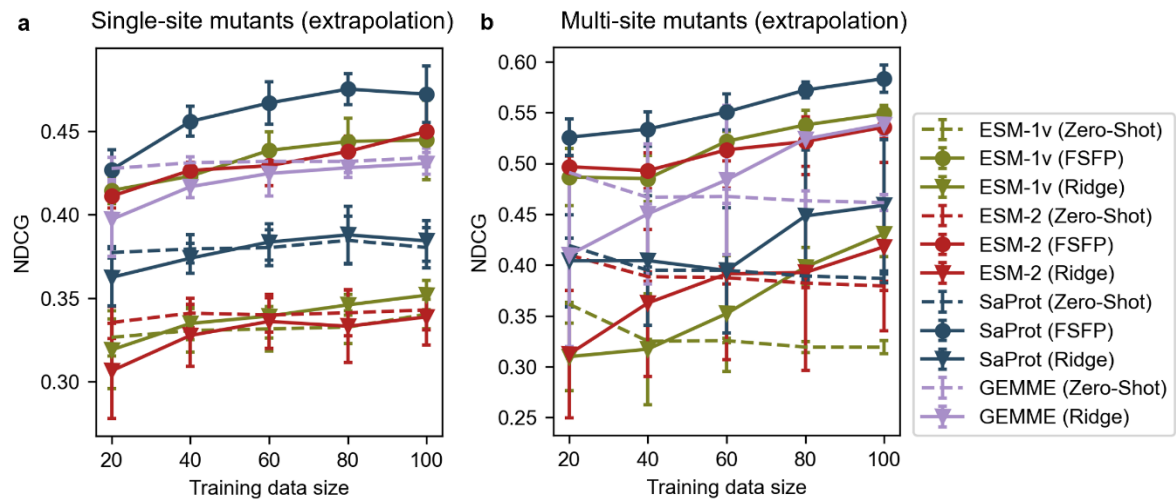 a Single-site mutants (extrapolation)
NDCG
0.45
0.40
0.35
0.30
20 40 60 80 100
Training data size
b Multi-site mutants (extrapolation)
NDCG
0.60
0.55
0.50
0.45
0.40
0.35
0.30
0.25
20 40 60 80 100
Training data size
ESM-1v (Zero-Shot)
ESM-1v (FSFP)
ESM-1v (Ridge)
ESM-2 (Zero-Shot)
ESM-2 (FSFP)
ESM-2 (Ridge)
SaProt (Zero-Shot)
SaProt (FSFP)
SaProt (Ridge)
GEMME (Zero-Shot)
GEMME (Ridge)